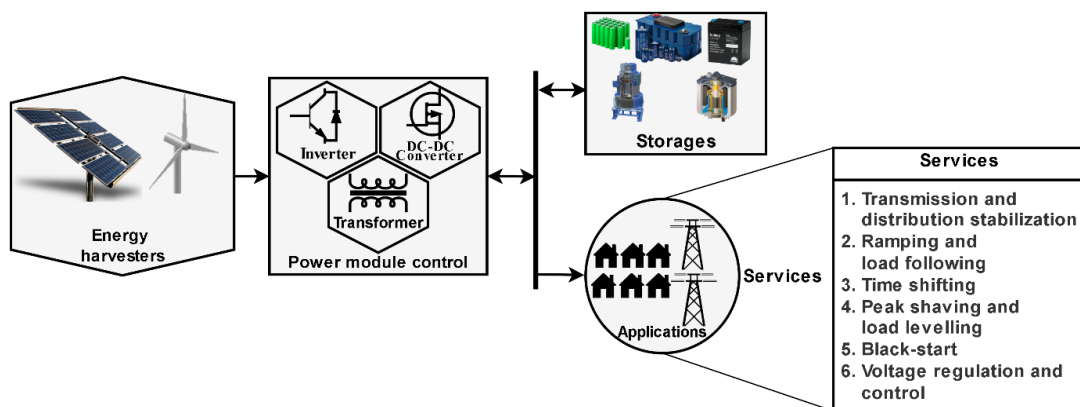 Energy
harvesters
Inverter
DC-DC
Converter
Transformer
Power module control
Storages
Applications
Services
Services
1. Transmission and
distribution stabilization
2. Ramping and
load following
3. Time shifting
4. Peak shaving and
load levelling
5. Black-start
6. Voltage regulation and
control